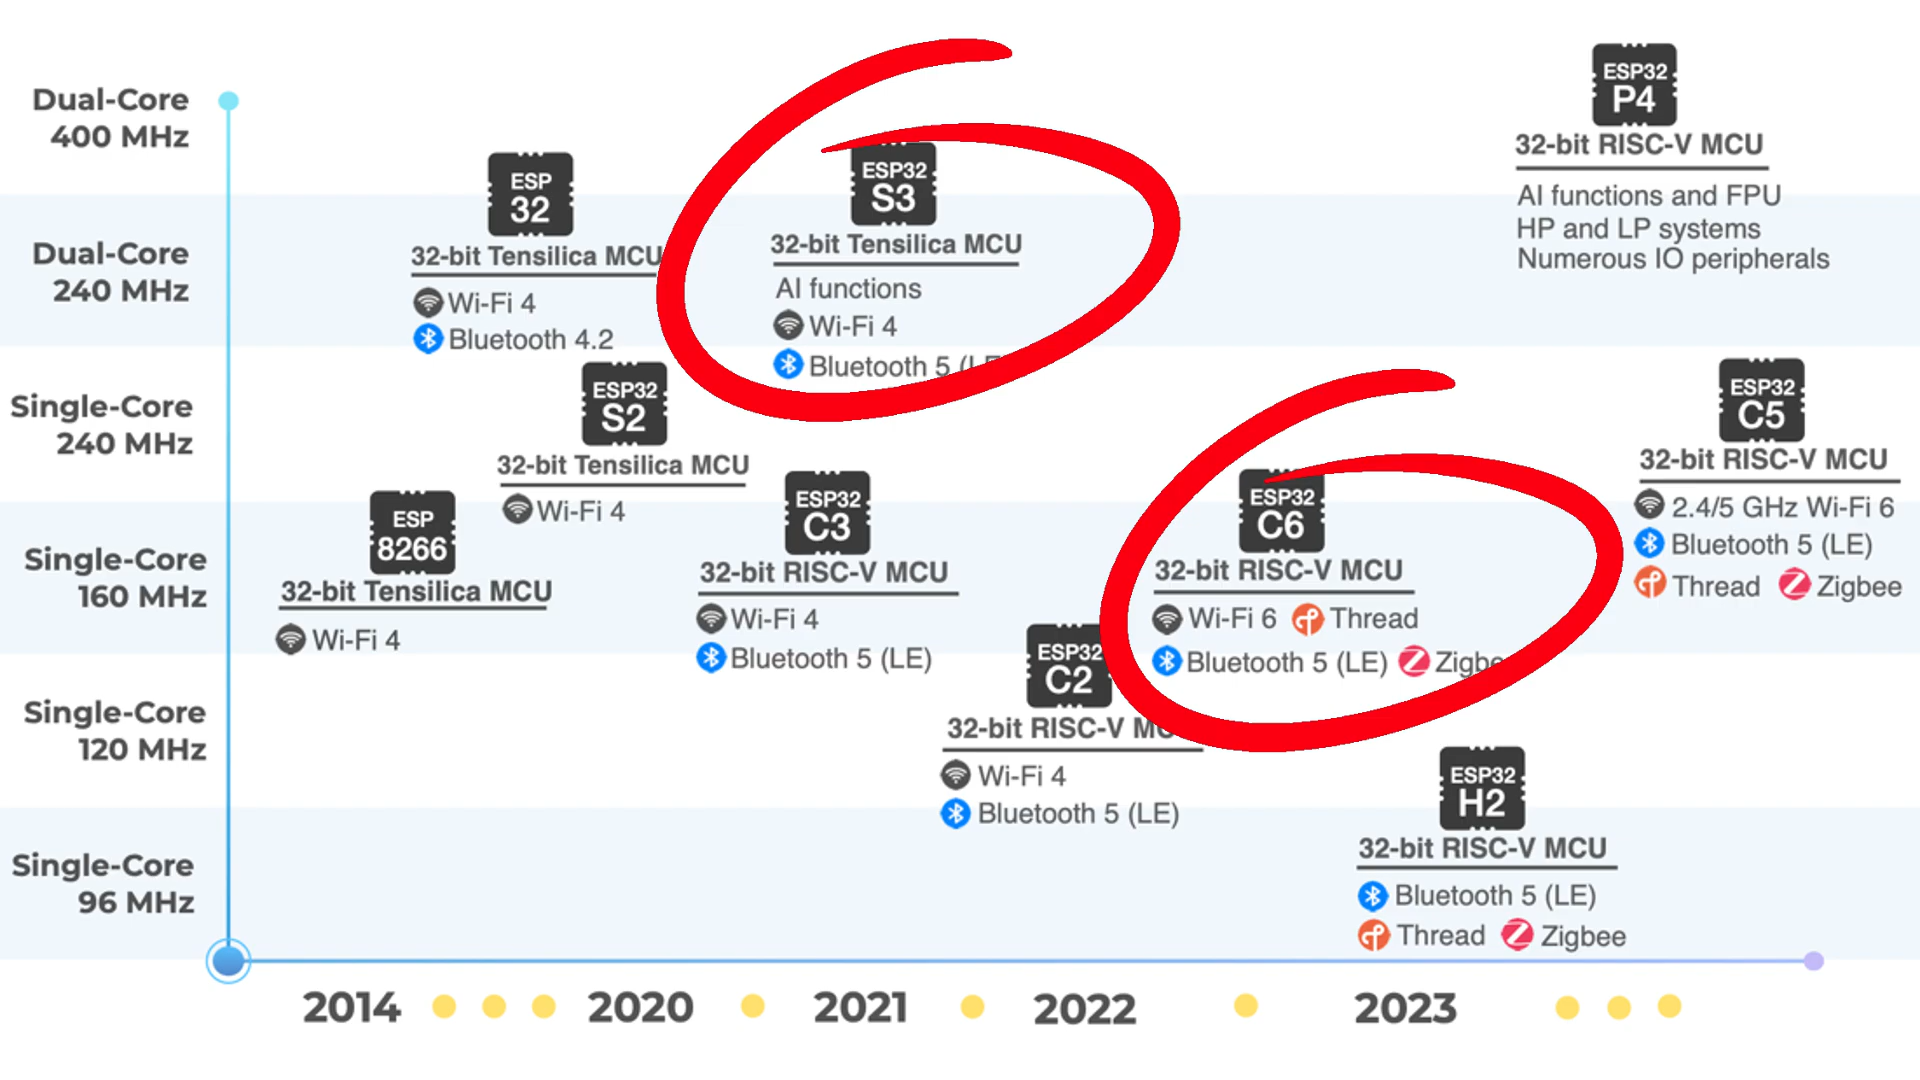 Dual-Core
400 MHz
Dual-Core
240 MHz
Single-Core
240 MHz
Single-Core
160 MHz
Single-Core
120 MHz
Single-Core
96 MHz
ESP
8266
32-bit Tensilica MCU
Wi-Fi 4
ESP
32
32-bit Tensilica MCU
Wi-Fi 4
Bluetooth 4.2
ESP32
S2
32-bit Tensilica MCU
Wi-Fi 4
ESP32
S3
32-bit Tensilica MCU
AI functions
Wi-Fi 4
Bluetooth 5
ESP32
C3
32-bit RISC-V MCU
Wi-Fi 4
Bluetooth 5 (LE)
ESP32
C2
32-bit RISC-V
Wi-Fi 4
Bluetooth 5 (LE)
ESP32
C6
32-bit RISC-V MCU
Wi-Fi 6 Thread
Bluetooth 5 (LE)
ESP32
H2
32-bit RISC-V MCU
Bluetooth 5 (LE)
Thread Zigbee
ESP32
P4
32-bit RISC-V MCU
AI functions and FPU
HP and LP systems
Numerous IO peripherals
ESP32
C5
32-bit RISC-V MCU
2.4/5 GHz Wi-Fi 6
Bluetooth 5 (LE)
Thread Zigbee
2014 2020 2021 2022 2023